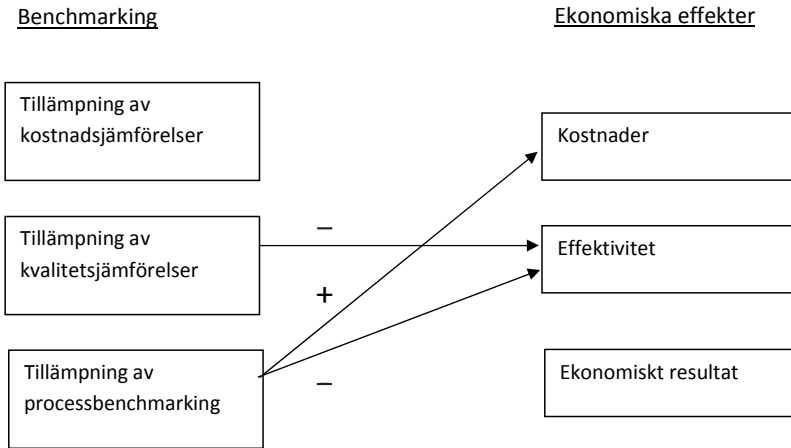 Benchmarking
Ekonomiska effekter
Tillämpning av
kostnadsjämförelser
Kostnader
Tillämpning av
kvalitetsjämförelser
–
Effektivitet
+
Tillämpning av
processbenchmarking
–
Ekonomiskt resultat